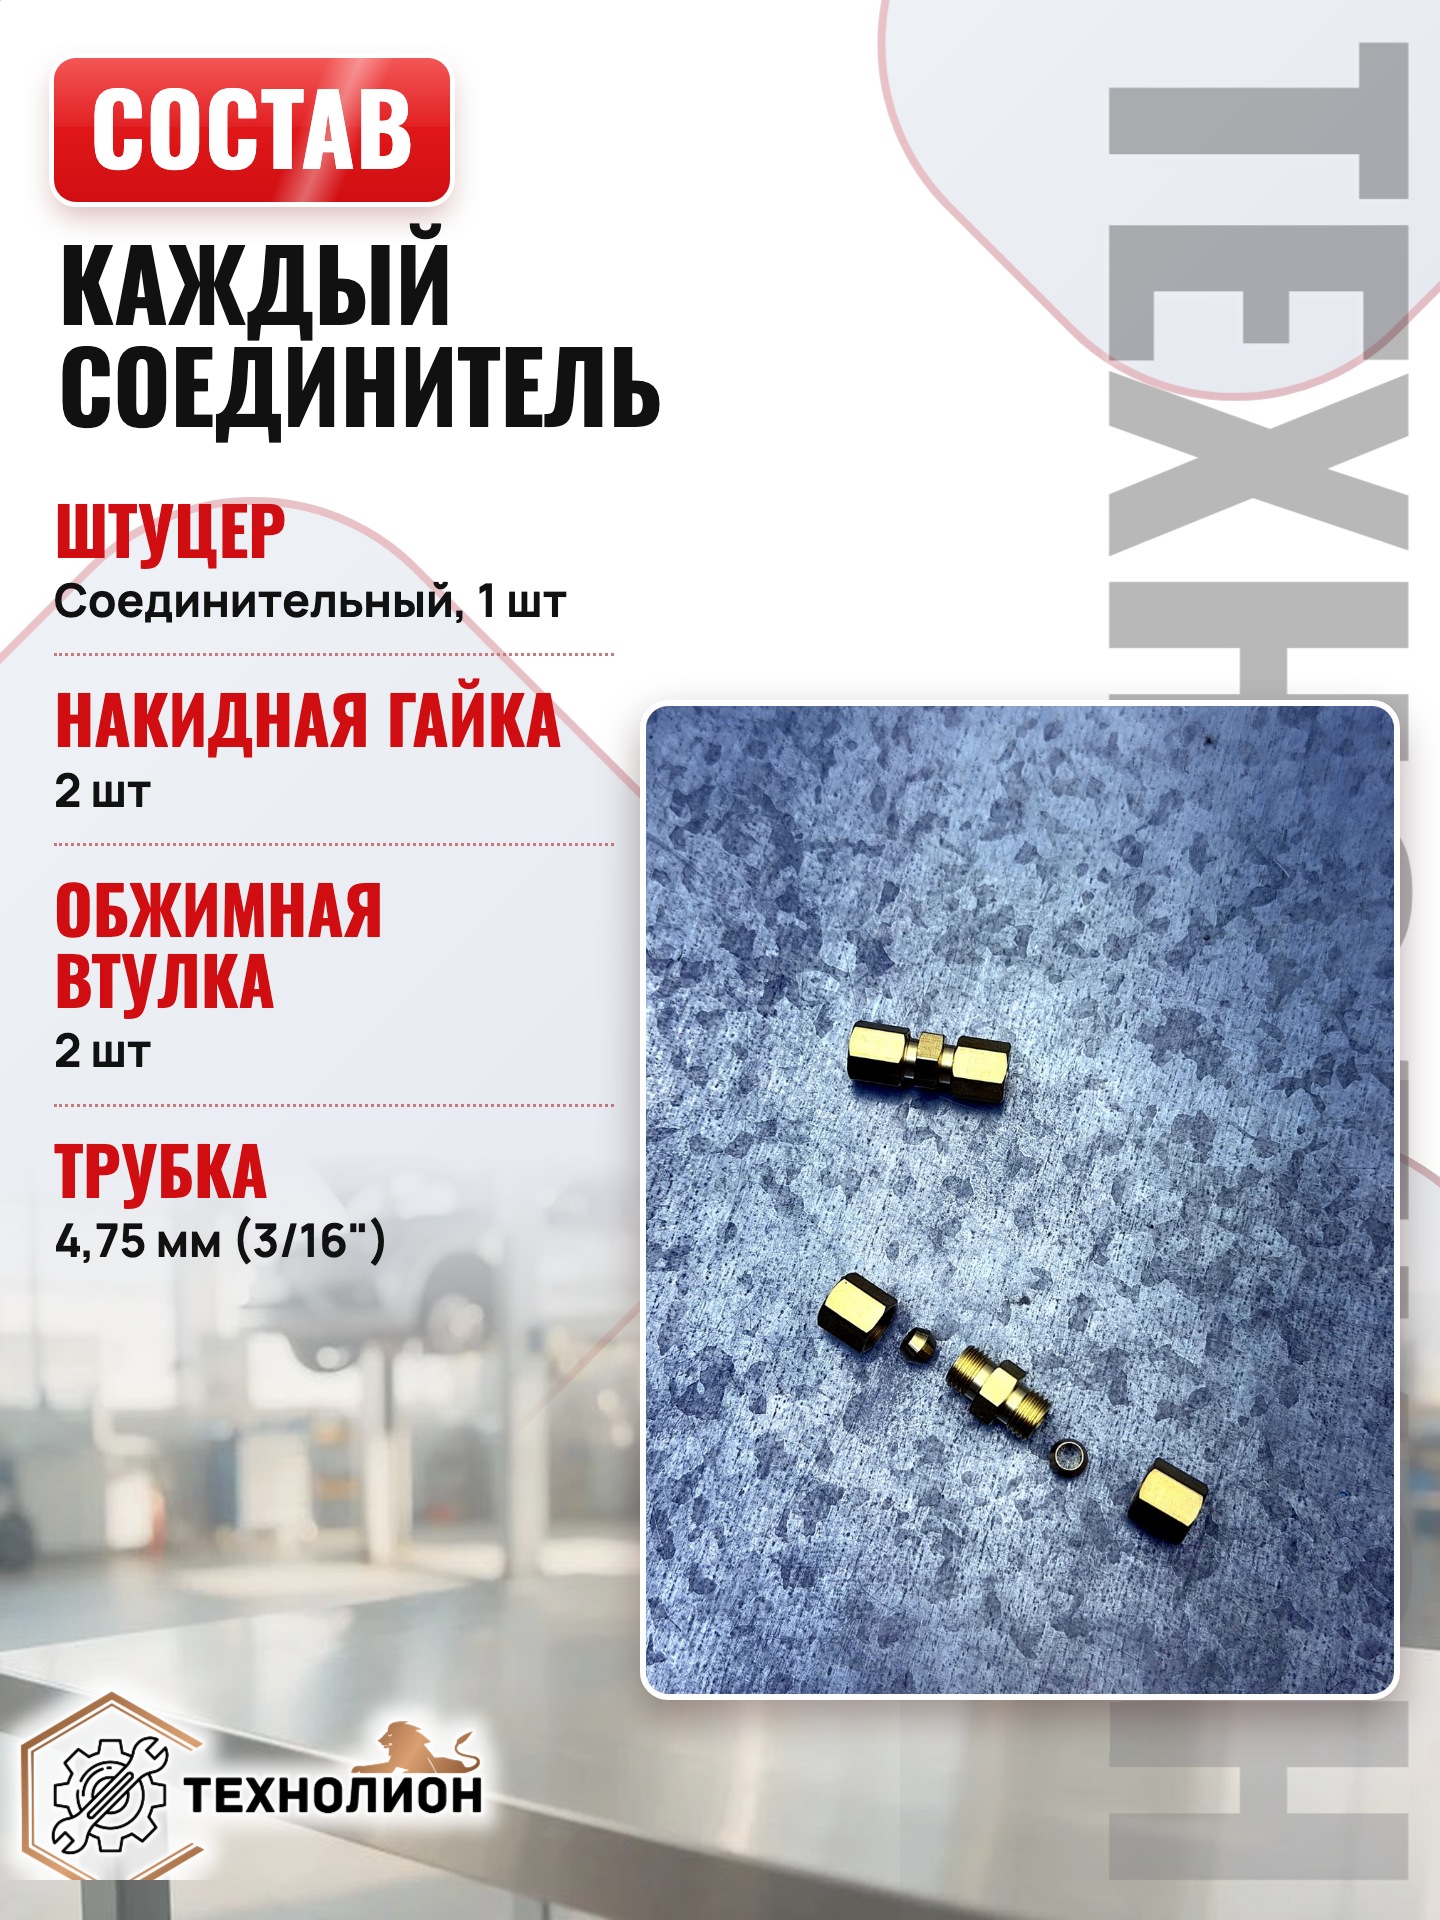 СОСТАВ
КАЖДЫЙ
СОЕДИНИТЕЛЬ
ШТУЦЕР
Соединительный, 1 шт
НАКИДНАЯ ГАЙКА
2 шт
ОБЖИМНАЯ
ВТУЛКА
2 шт
ТРУБКА
4,75 мм (3/16")
ТЕХНОЛИОН